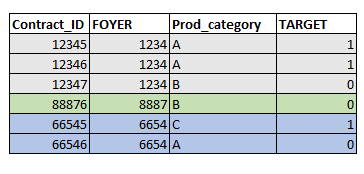 Contract_ID FOYER Prod_category TARGET
12345 1234 A 1
12346 1234 A 1
12347 1234 B 0
88876 8887 B 0
66545 6654 C 1
66546 6654 A 0